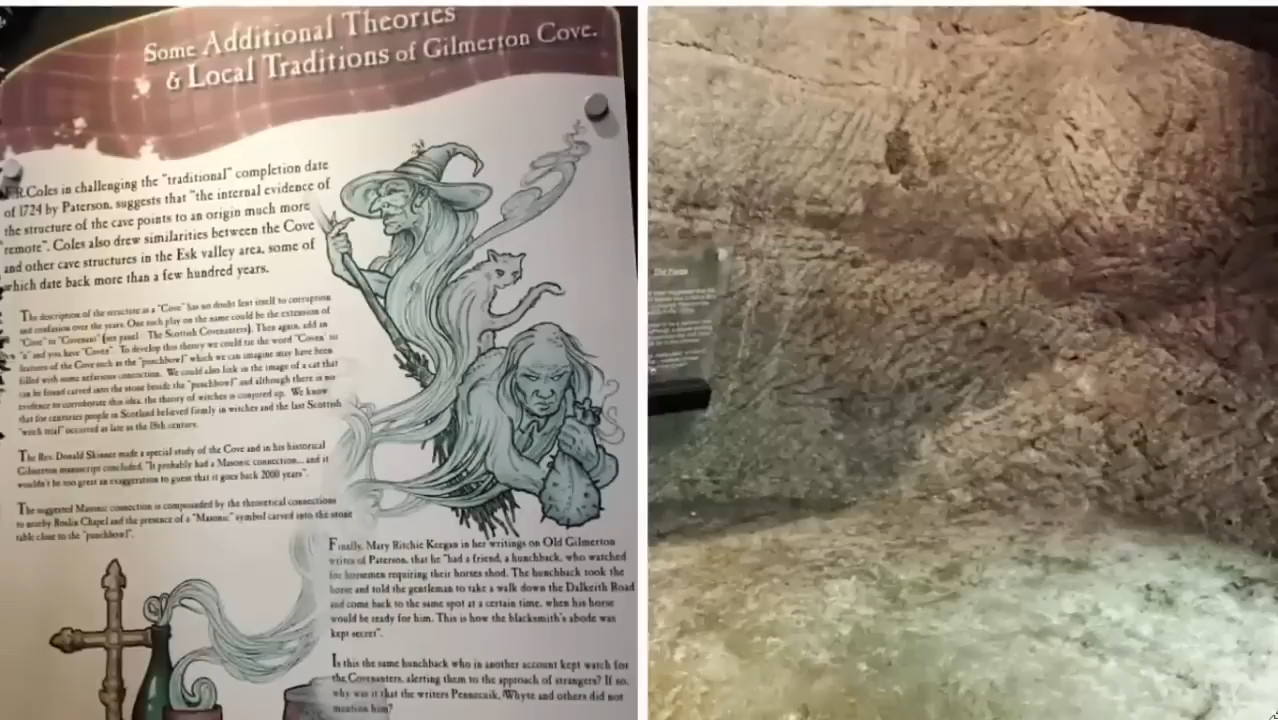 Some Additional Theories
& Local Traditions of Gilmerton Cove.
R.Coles in challenging the "traditional" completion date
of 1724 by Paterson, suggests that "the internal evidence of
the structure of the cave points to an origin much more
remote". Coles also drew similarities between the Cove
and other cave structures in the Esk valley area, some of
which date back more than a few hundred years.
The description of the structure as a "Cove" has no doubt lent itself to corruption
and confusion over the years. One such play on the name could be the extension of
"Cove" to "Covenant" (see panel : The Scottish Covenanters). Then again, add an
"n" and you have "Coven". To develop this theory we could tie the word "Coven" to
features of the Cove such as the "punchbowl" which we can imagine may have been
filled with some nefarious concoction. We could also link in the image of a cat that
can be found carved into the stone beside the "punchbowl" and although there is no
evidence to corroborate this idea, the theory of witches is conjured up. We know
that for centuries people in Scotland believed firmly in witches and the last Scottish
"witch trial" occurred as late as the 18th century.
The Rev. Donald Skinner made a special study of the Cove and in his historical
Gilmerton manuscript concluded, "It probably had a Masonic connection... and it
wouldn't be too great an exaggeration to guess that it goes back 2000 years".
The suggested Masonic connection is compounded by the theoretical connections
to nearby Roslin Chapel and the presence of a "Masonic" symbol carved into the stone
table close to the "punchbowl".
Finally, Mary Ritchie Keegan in her writings on Old Gilmerton
writes of Paterson, that he "had a friend, a hunchback, who watched
for horsemen requiring their horses shod. The hunchback took the
horse and told the gentleman to take a walk down the Dalkeith Road
and come back to the same spot at a certain time, when his horse
would be ready for him. This is how the blacksmith's abode was
kept secret".
Is this the same hunchback who in another account kept watch for
the Covenanters, alerting them to the approach of strangers? If so,
why was it that the writers Pennecuik, Whyte and others did not
mention him?
The